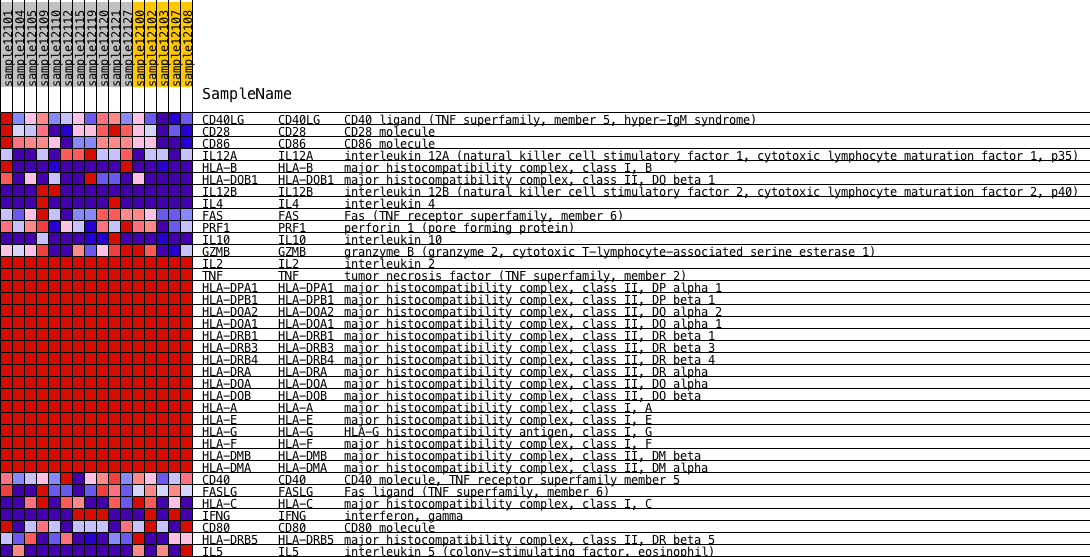 sample12101
sample12104
sample12105
sample12109
sample12110
sample12112
sample12115
sample12119
sample12120
sample12121
sample12127
sample12100
sample12102
sample12103
sample12107
sample12108
SampleName
CD40LG CD40LG CD40 ligand (TNF superfamily, member 5, hyper-IgM syndrome)
CD28 CD28 CD28 molecule
CD86 CD86 CD86 molecule
IL12A IL12A interleukin 12A (natural killer cell stimulatory factor 1, cytotoxic lymphocyte maturation factor 1, p35)
HLA-B HLA-B major histocompatibility complex, class I, B
HLA-DQB1 HLA-DQB1 major histocompatibility complex, class II, DQ beta 1
IL12B IL12B interleukin 12B (natural killer cell stimulatory factor 2, cytotoxic lymphocyte maturation factor 2, p40)
IL4 IL4 interleukin 4
FAS FAS Fas (TNF receptor superfamily, member 6)
PRF1 PRF1 perforin 1 (pore forming protein)
IL10 IL10 interleukin 10
GZMB GZMB granzyme B (granzyme 2, cytotoxic T-lymphocyte-associated serine esterase 1)
IL2 IL2 interleukin 2
TNF TNF tumor necrosis factor (TNF superfamily, member 2)
HLA-DPA1 HLA-DPA1 major histocompatibility complex, class II, DP alpha 1
HLA-DPB1 HLA-DPB1 major histocompatibility complex, class II, DP beta 1
HLA-DQA2 HLA-DQA2 major histocompatibility complex, class II, DQ alpha 2
HLA-DQA1 HLA-DQA1 major histocompatibility complex, class II, DQ alpha 1
HLA-DRB1 HLA-DRB1 major histocompatibility complex, class II, DR beta 1
HLA-DRB3 HLA-DRB3 major histocompatibility complex, class II, DR beta 3
HLA-DRB4 HLA-DRB4 major histocompatibility complex, class II, DR beta 4
HLA-DRA HLA-DRA major histocompatibility complex, class II, DR alpha
HLA-DOA HLA-DOA major histocompatibility complex, class II, DO alpha
HLA-DOB HLA-DOB major histocompatibility complex, class II, DO beta
HLA-A HLA-A major histocompatibility complex, class I, A
HLA-E HLA-E major histocompatibility complex, class I, E
HLA-G HLA-G HLA-G histocompatibility antigen, class I, G
HLA-F HLA-F major histocompatibility complex, class I, F
HLA-DMB HLA-DMB major histocompatibility complex, class II, DM beta
HLA-DMA HLA-DMA major histocompatibility complex, class II, DM alpha
CD40 CD40 CD40 molecule, TNF receptor superfamily member 5
FASLG FASLG Fas ligand (TNF superfamily, member 6)
HLA-C HLA-C major histocompatibility complex, class I, C
IFNG IFNG interferon, gamma
CD80 CD80 CD80 molecule
HLA-DRB5 HLA-DRB5 major histocompatibility complex, class II, DR beta 5
IL5 IL5 interleukin 5 (colony-stimulating factor, eosinophil)